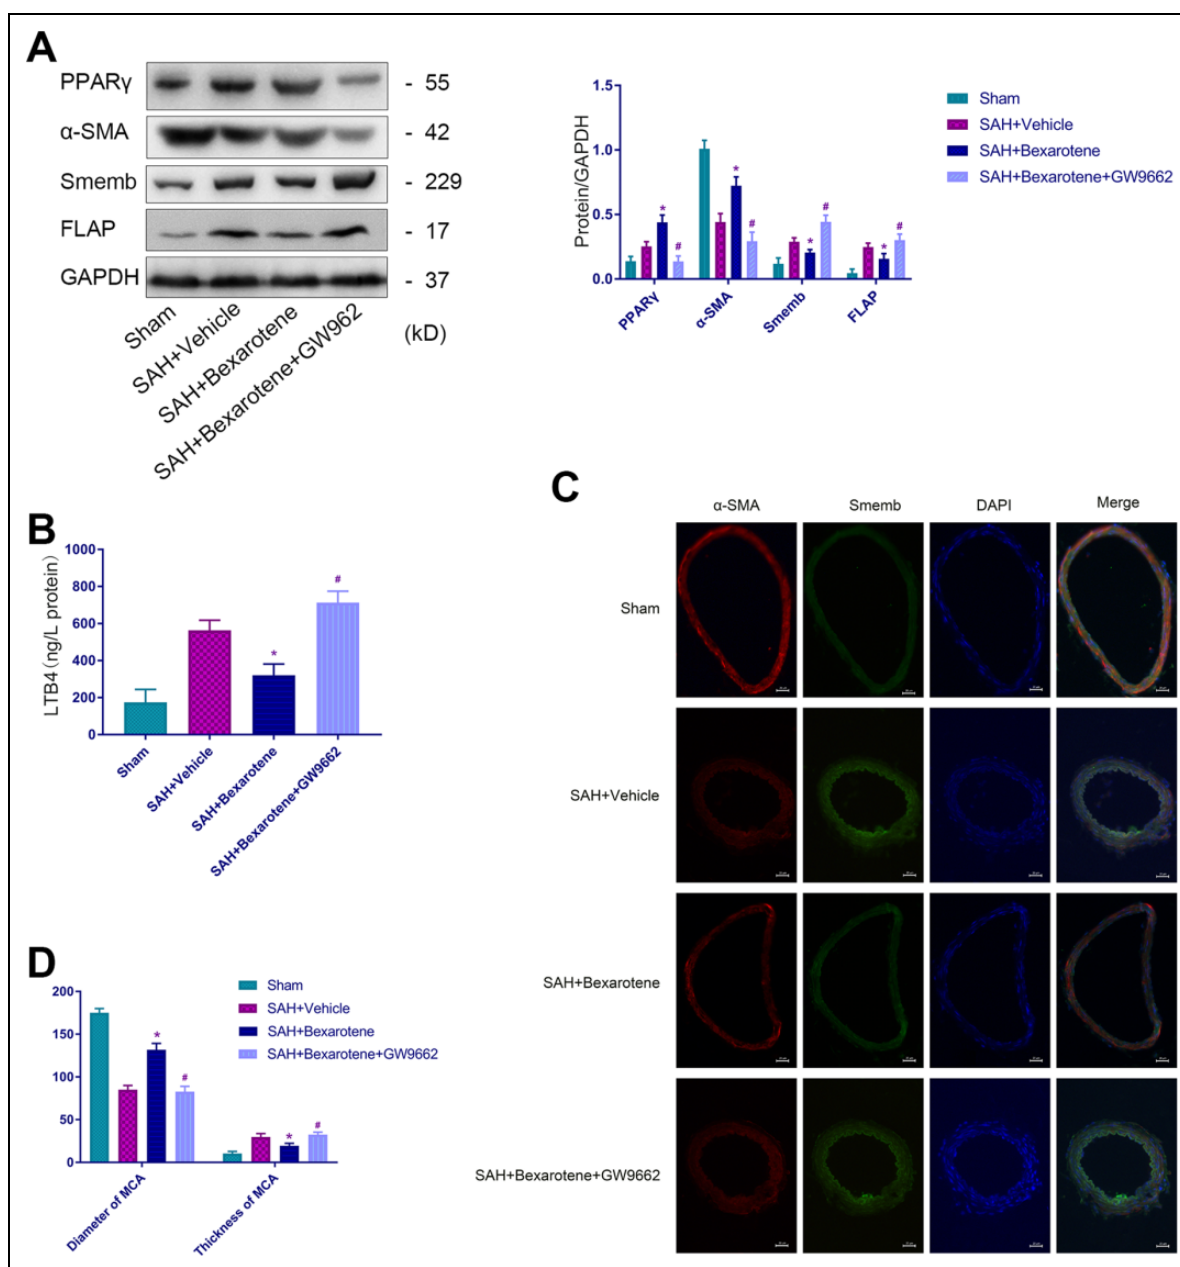 A
PPARγ
- 55
α-SMA
- 42
Smemb
- 229
FLAP
- 17
GAPDH
- 37
(kD)
Sham
SAH+Vehicle
SAH+Bexarotene
SAH+Bexarotene+GW962
Protein/GAPDH
1.5
1.0
0.5
0.0
* # * # * # * #
PPARγ
α-SMA
Smemb
FLAP
Sham
SAH+Vehicle
SAH+Bexarotene
SAH+Bexarotene+GW9662
B
LTB4(ng/L protein)
1000
800
600
400
200
0
* #
Sham
SAH+Vehicle
SAH+Bexarotene
SAH+Bexarotene+GW9662
C
α-SMA Smemb DAPI Merge
Sham
SAH+Vehicle
SAH+Bexarotene
SAH+Bexarotene+GW9662
D
200
150
100
50
0
* # * #
Diameter of MCA
Thickness of MCA
Sham
SAH+Vehicle
SAH+Bexarotene
SAH+Bexarotene+GW9662